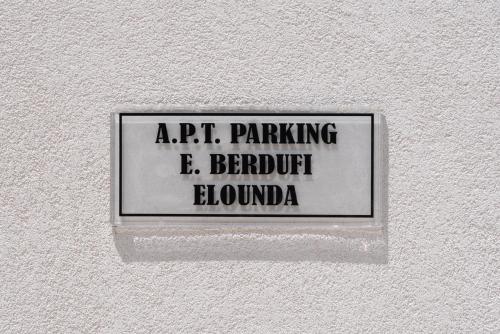 A.P.T. PARKING
E. BERDUFI
ELOUNDA